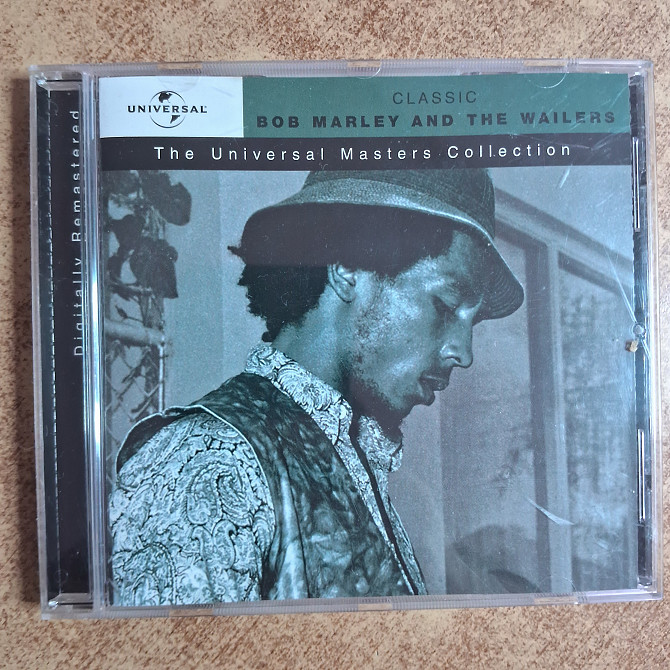 UNIVERSAL
CLASSIC
BOB MARLEY AND THE WAILERS
The Universal Masters Collection
Digitally Remastered